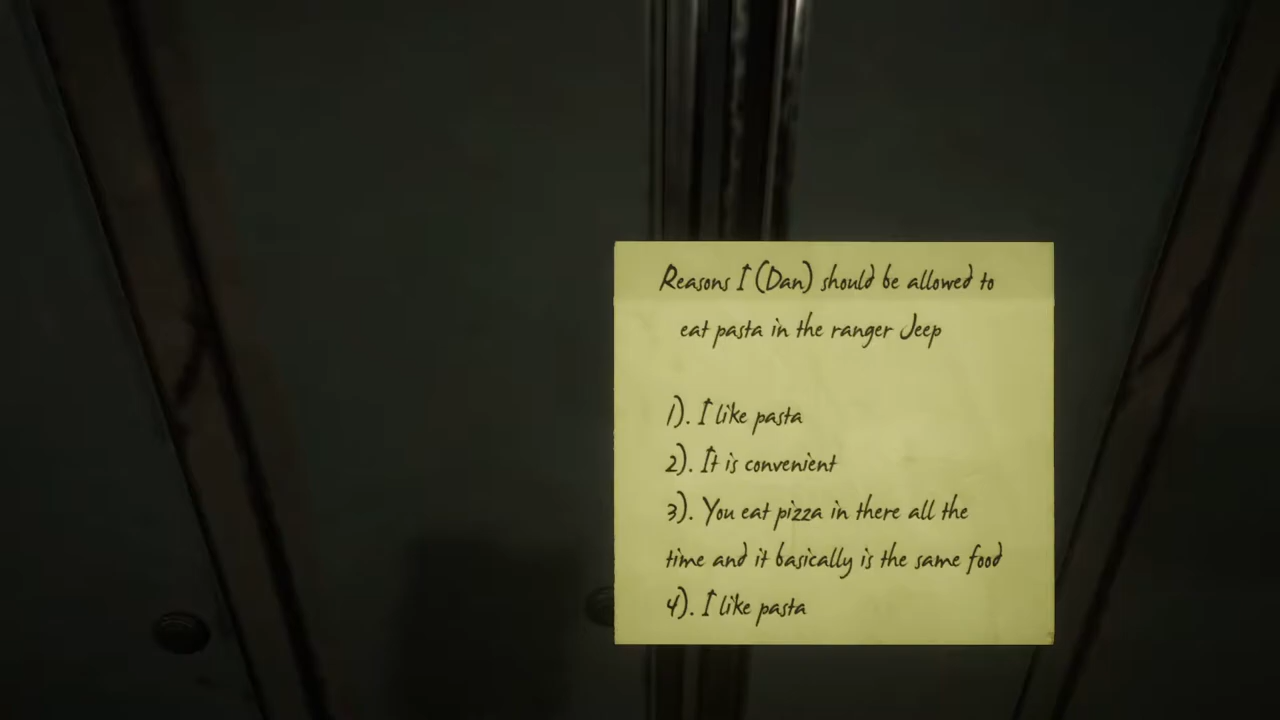 Reasons I (Dan) should be allowed to
eat pasta in the ranger Jeep
1). I like pasta
2). It is convenient
3). You eat pizza in there all the
time and it basically is the same food
4). I like pasta